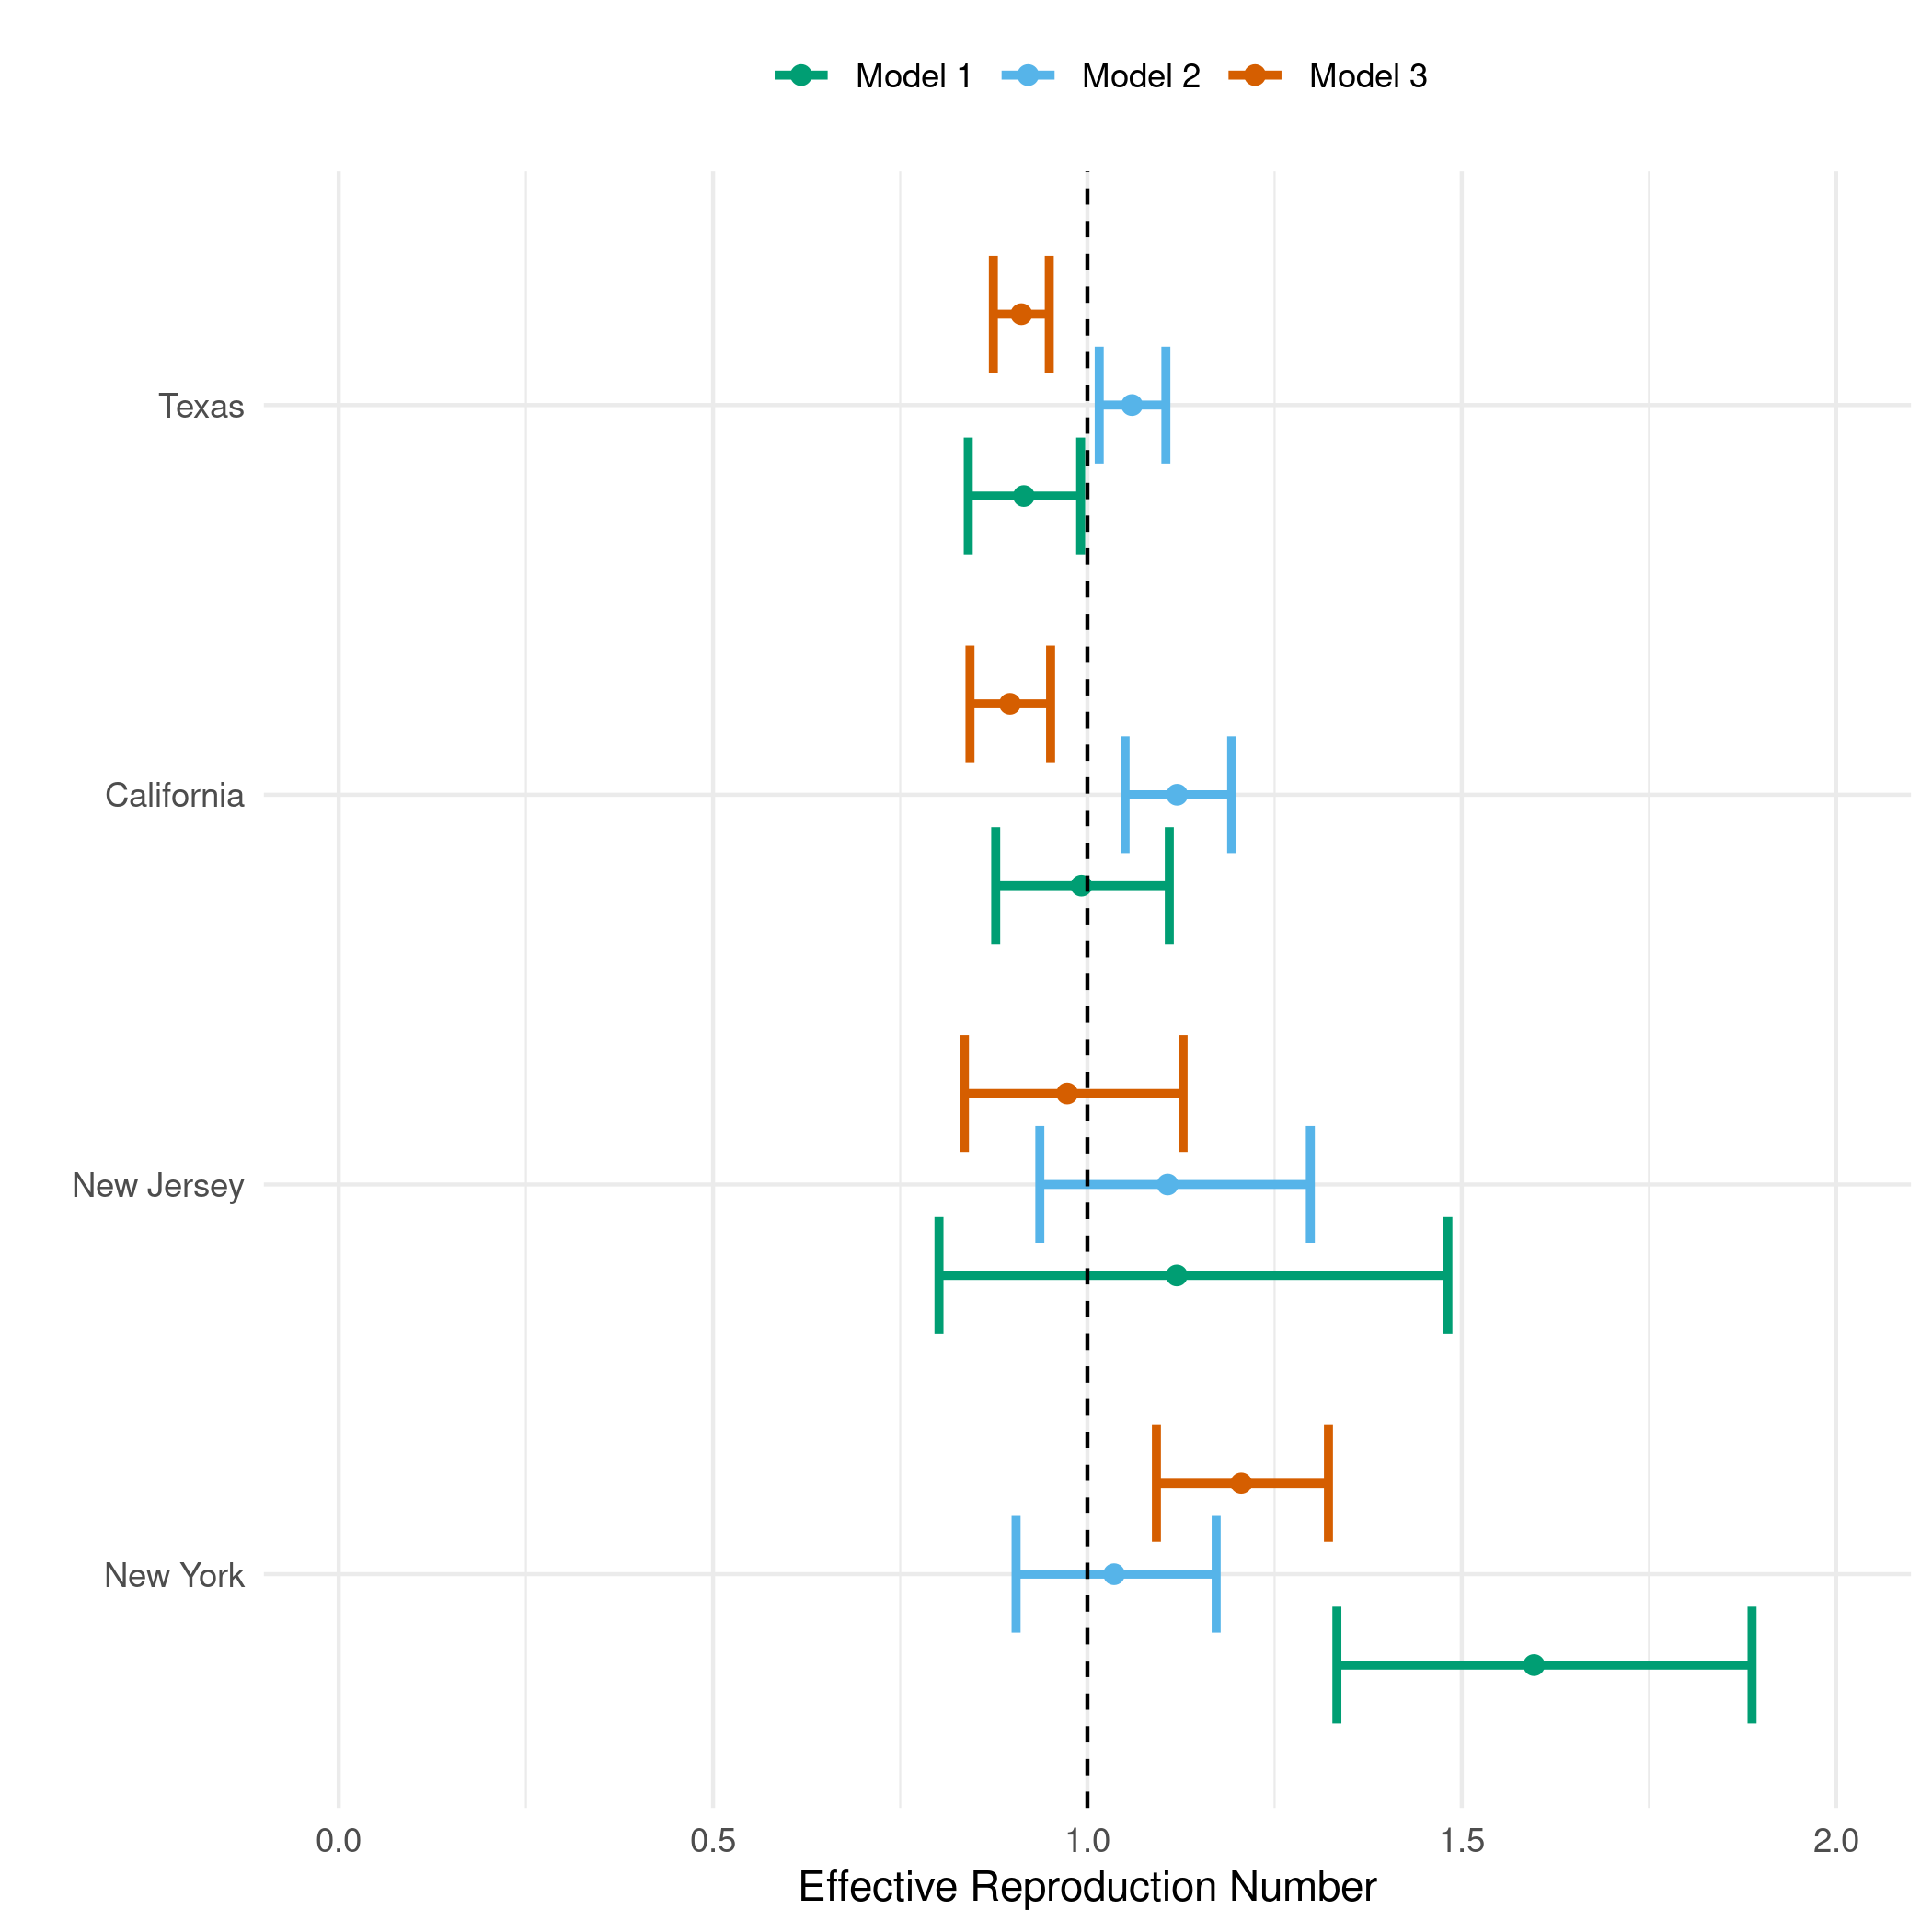 Model 1 Model 2 Model 3
Texas
California
New Jersey
New York
0.0 0.5 1.0 1.5 2.0
Effective Reproduction Number